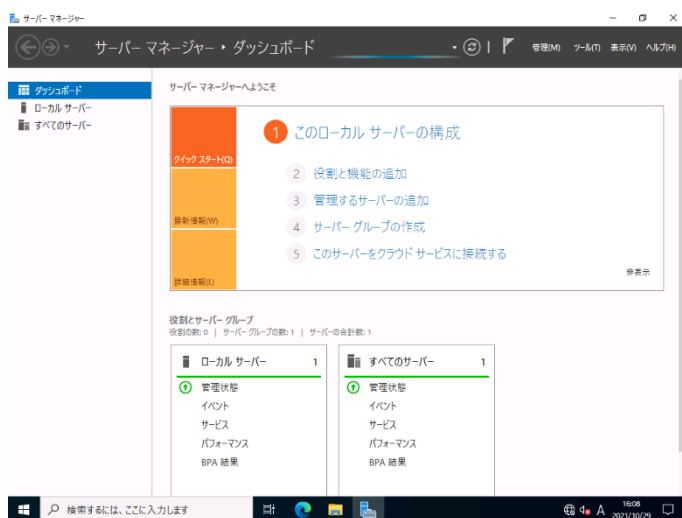 サーバー マネージャー
サーバー マネージャー ・ ダッシュボード
管理(M) ツール(T) 表示(V) ヘルプ(H)
ダッシュボード
ローカル サーバー
すべてのサーバー
サーバー マネージャーへようこそ
クイック スタート(Q)
最新情報(W)
詳細情報(L)
1 このローカル サーバーの構成
2 役割と機能の追加
3 管理するサーバーの追加
4 サーバー グループの作成
5 このサーバーをクラウド サービスに接続する
非表示
役割とサーバー グループ
役割の数: 0 | サーバー グループの数: 1 | サーバーの合計数: 1
ローカル サーバー 1
管理状態
イベント
サービス
パフォーマンス
BPA 結果
すべてのサーバー 1
管理状態
イベント
サービス
パフォーマンス
BPA 結果
検索するには、ここに入力します
A
16:08
2021/10/29